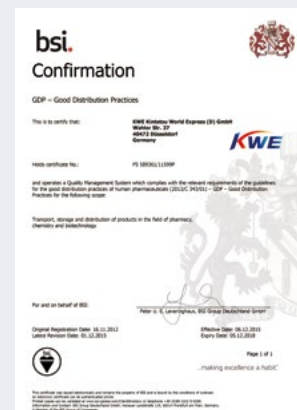 bsi.
Confirmation
GDP – Good Distribution Practices
This is to certify that:
KWE Kintetsu World Express (D) GmbH
Wahler Str. 37
40472 Düsseldorf
Germany
KWE
Holds certificate No.:
and operates a Quality Management System which complies with the relevant requirements of the guidelines
for the good distribution practices of human pharmaceuticals (2013/C 343/01) – GDP – Good Distribution
Practices for the following scope:
Transport, storage and distribution of products in the field of pharmacy,
chemistry and biotechnology
For and on behalf of BSI:
BSI Group Deutschland GmbH
Original Registration Date: 16.11.2012
Effective Date: 06.12.2015
Latest Revision Date: 01.12.2015
Expiry Date: 05.12.2018
Page 1 of 1
...making excellence a habit.